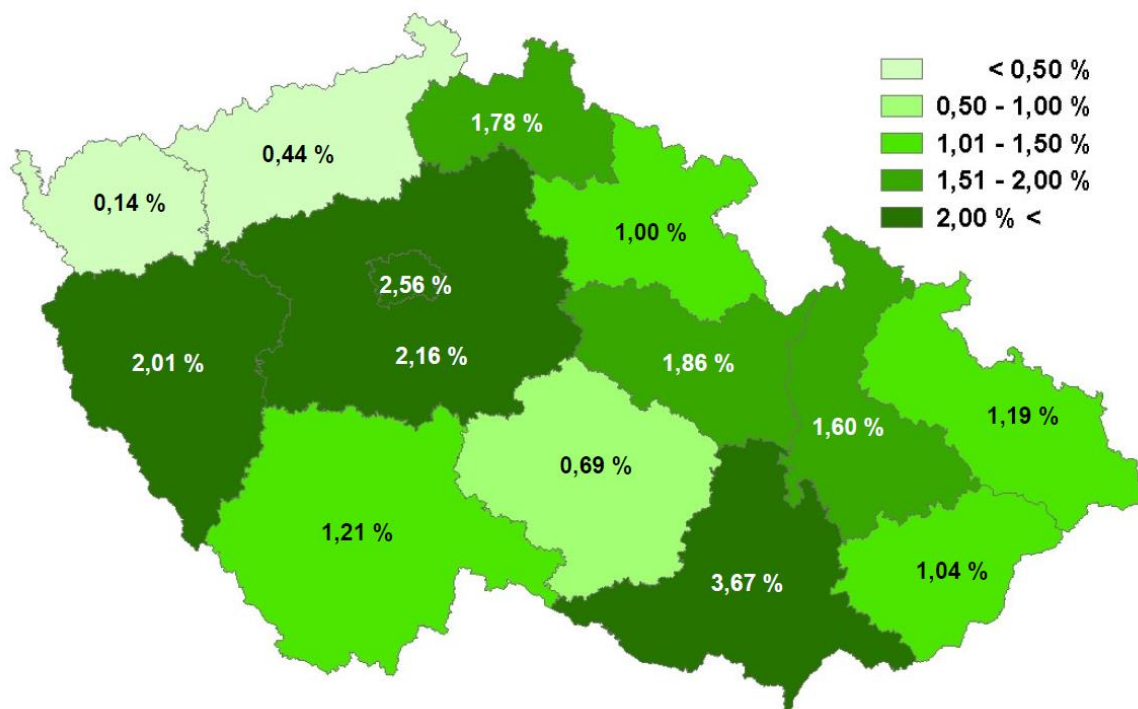 < 0,50 %
0,50 - 1,00 %
1,01 - 1,50 %
1,51 - 2,00 %
2,00 % <
1,78 %
0,44 %
0,14 %
1,00 %
2,56 %
2,01 %
2,16 %
1,86 %
1,19 %
1,60 %
0,69 %
1,21 %
1,04 %
3,67 %